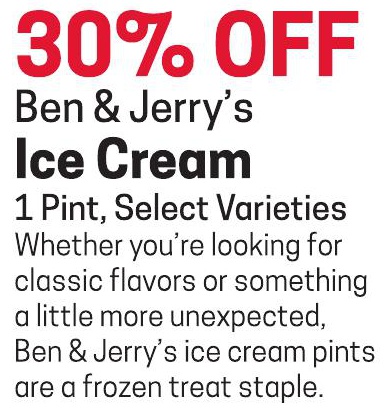 30% OFF
Ben & Jerry's
Ice Cream
1 Pint, Select Varieties
Whether you're looking for
classic flavors or something
a little more unexpected,
Ben & Jerry's ice cream pints
are a frozen treat staple.